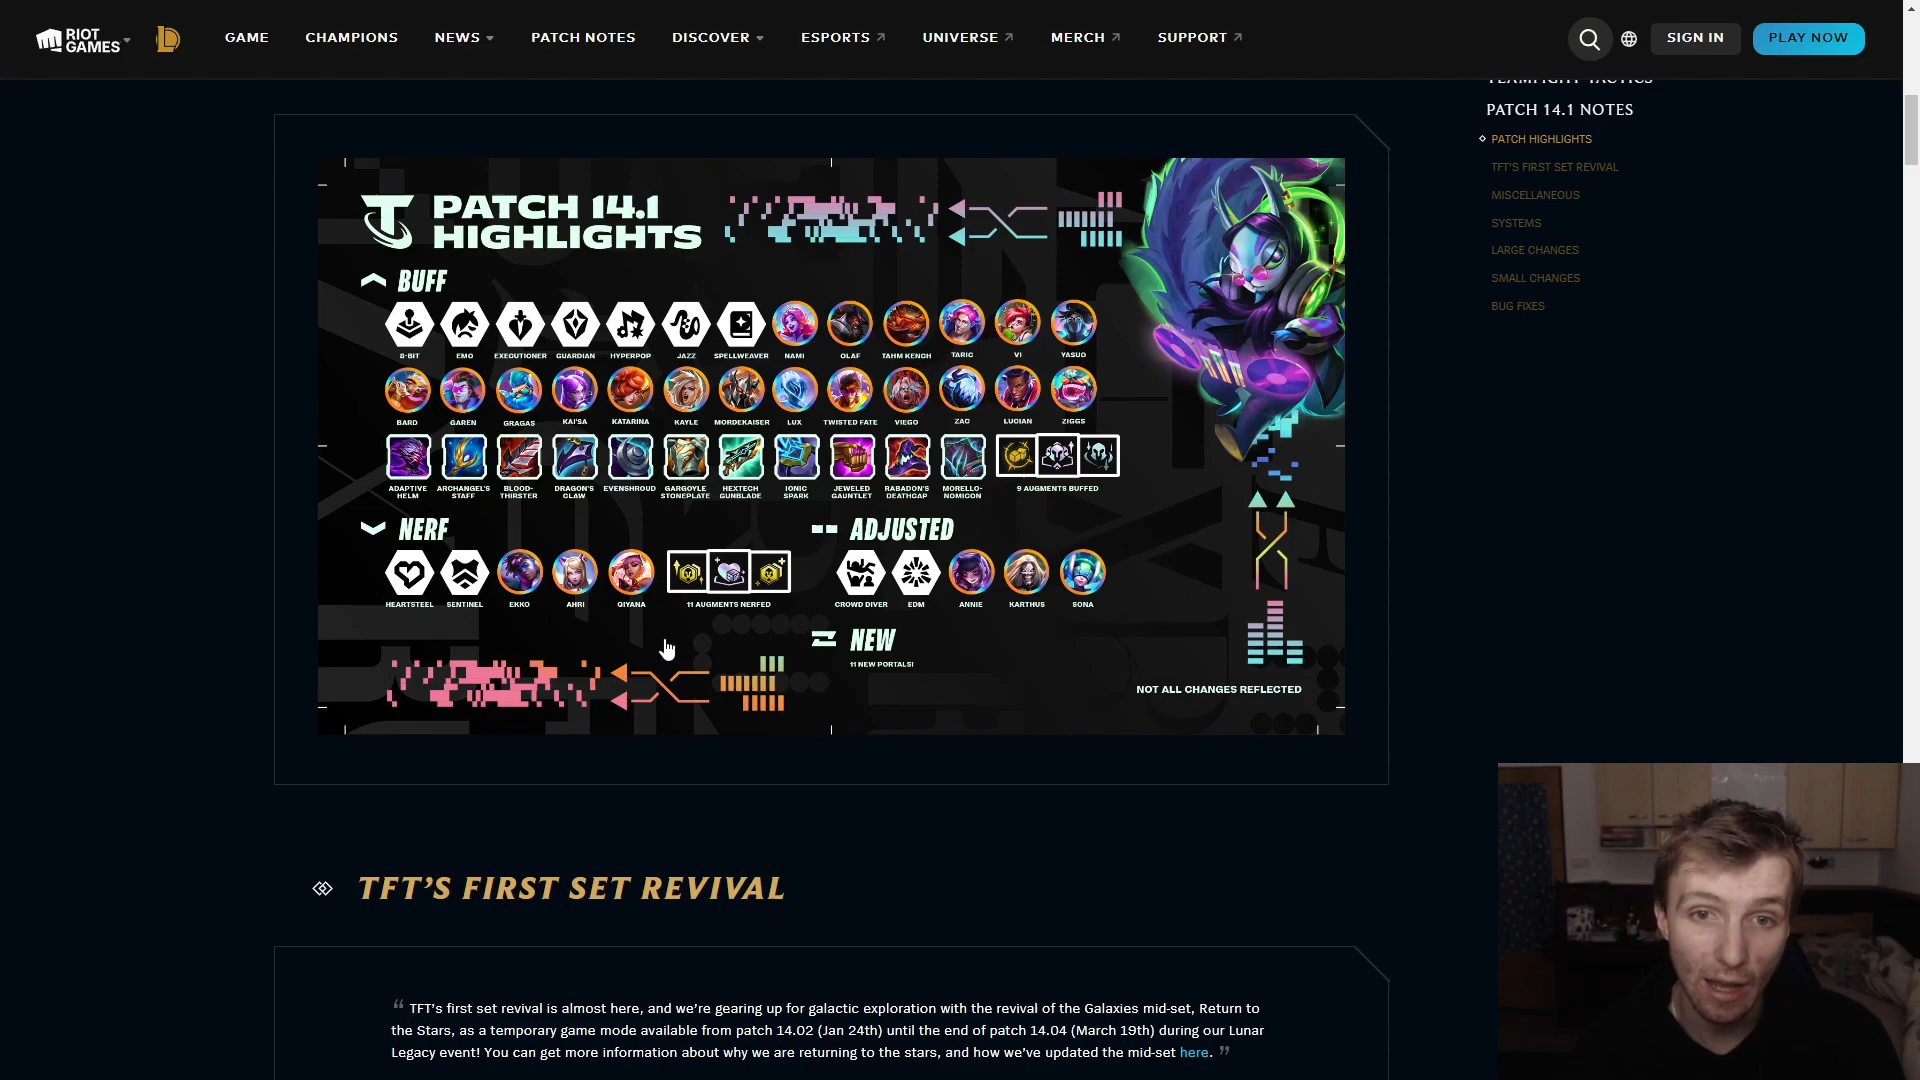 RIOT GAMES
GAME
CHAMPIONS
NEWS
PATCH NOTES
DISCOVER
ESPORTS
UNIVERSE
MERCH
SUPPORT
SIGN IN
PLAY NOW
TEAMFIGHT TACTICS
PATCH 14.1 NOTES
PATCH HIGHLIGHTS
TFT'S FIRST SET REVIVAL
MISCELLANEOUS
SYSTEMS
LARGE CHANGES
SMALL CHANGES
BUG FIXES
PATCH 14.1
HIGHLIGHTS
BUFF
8-BIT EMO EXECUTIONER GUARDIAN HYPERPOP JAZZ SPELLWEAVER NAMI OLAF TAHM KENCH TARIC VI YASUO
BARD GAREN GRAGAS KAI'SA KATARINA KAYLE MORDEKAISER LUX TWISTED FATE VIEGO ZAC LUCIAN ZIGGS
ADAPTIVE HELM ARCHANGEL'S STAFF BLOOD-THIRSTER DRAGON'S CLAW EVENSHROUD GARGOYLE STONEPLATE HEXTECH GUNBLADE IONIC SPARK JEWELED GAUNTLET RABADON'S DEATHCAP MORELLO-NOMICON 9 AUGMENTS BUFFED
NERF
HEARTSTEEL SENTINEL EKKO AHRI QIYANA 11 AUGMENTS NERFED
ADJUSTED
CROWD DIVER EDM ANNIE KARTHUS SONA
NEW
11 NEW PORTALS!
NOT ALL CHANGES REFLECTED
TFT'S FIRST SET REVIVAL
“ TFT's first set revival is almost here, and we're gearing up for galactic exploration with the revival of the Galaxies mid-set, Return to
the Stars, as a temporary game mode available from patch 14.02 (Jan 24th) until the end of patch 14.04 (March 19th) during our Lunar
Legacy event! You can get more information about why we are returning to the stars, and how we've updated the mid-set here. ”